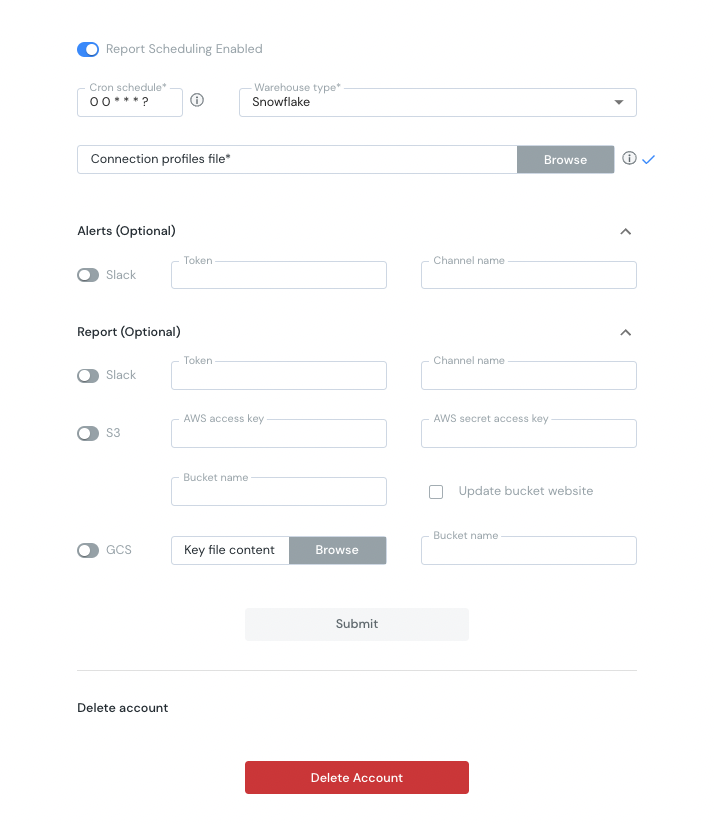 Report Scheduling Enabled
Cron schedule* Warehouse type*
0 0 * * * ? Snowflake
Connection profiles file* Browse
Alerts (Optional)
Token Channel name
Slack
Report (Optional)
Token Channel name
Slack
AWS access key AWS secret access key
S3
Bucket name
Update bucket website
Bucket name
GCS Key file content Browse
Submit
Delete account
Delete Account